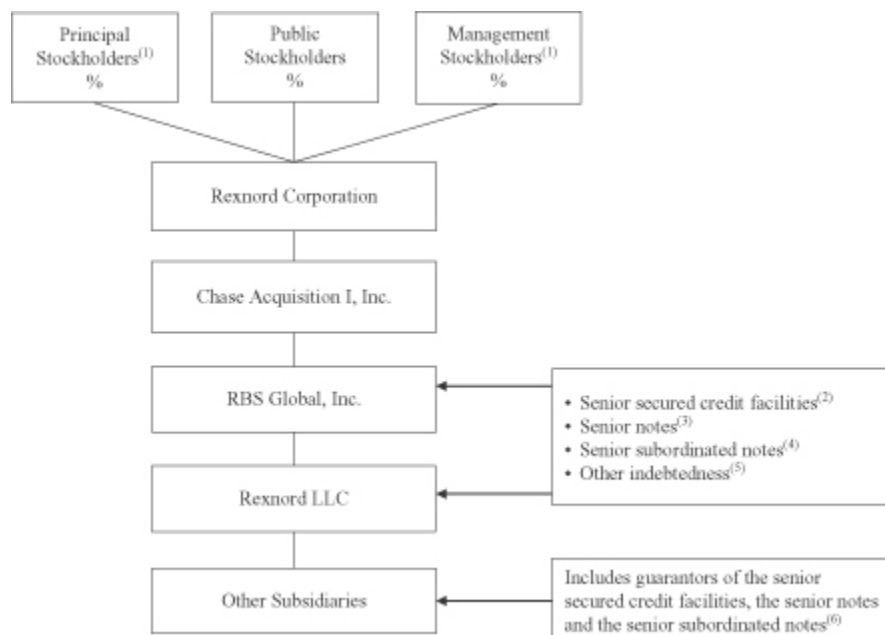 Principal
Stockholders(1)
%
Public
Stockholders
%
Management
Stockholders(1)
%
Rexnord Corporation
Chase Acquisition I, Inc.
RBS Global, Inc.
• Senior secured credit facilities(2)
• Senior notes(3)
• Senior subordinated notes(4)
• Other indebtedness(5)
Rexnord LLC
Other Subsidiaries
Includes guarantors of the senior
secured credit facilities, the senior notes
and the senior subordinated notes(6)